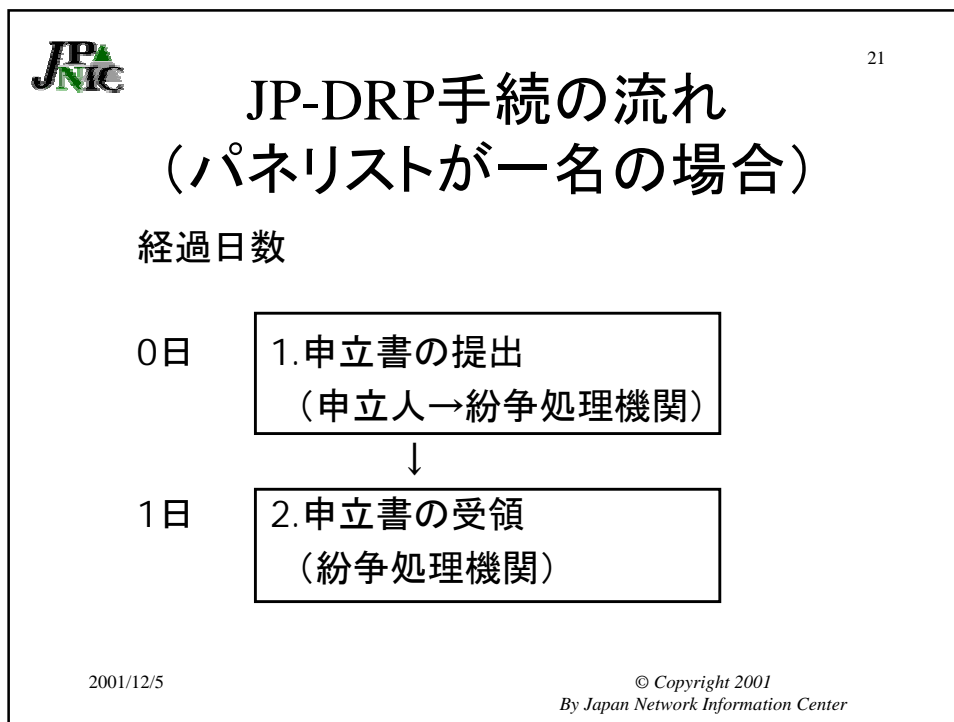 JP
NIC
21
JP-DRP手続の流れ
（パネリストが一名の場合）
経過日数
0日
1.申立書の提出
（申立人→紛争処理機関）
↓
1日
2.申立書の受領
（紛争処理機関）
2001/12/5
© Copyright 2001
By Japan Network Information Center